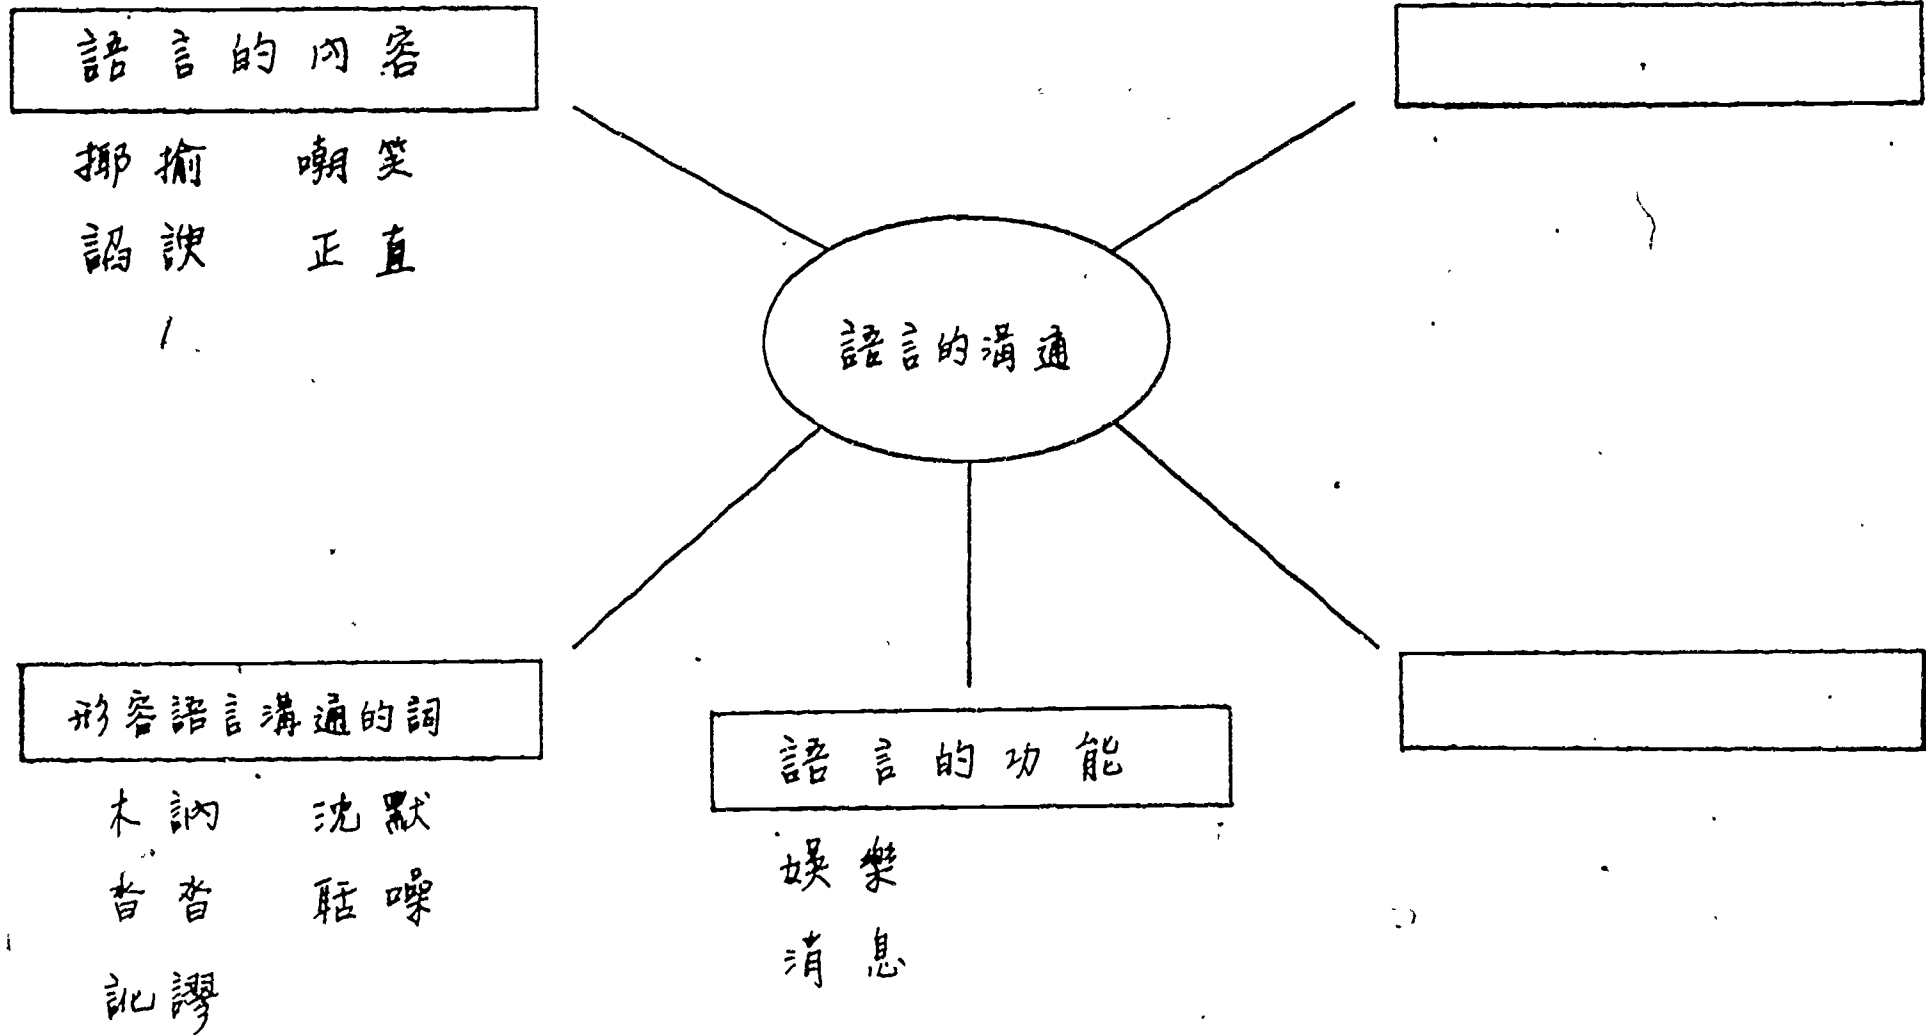 語言的內容
揶揄 嘲笑
諂諛 正直
語言的溝通
形容語言溝通的詞
木訥 沈默
沓沓 聒噪
訛謬
語言的功能
娛樂
消息